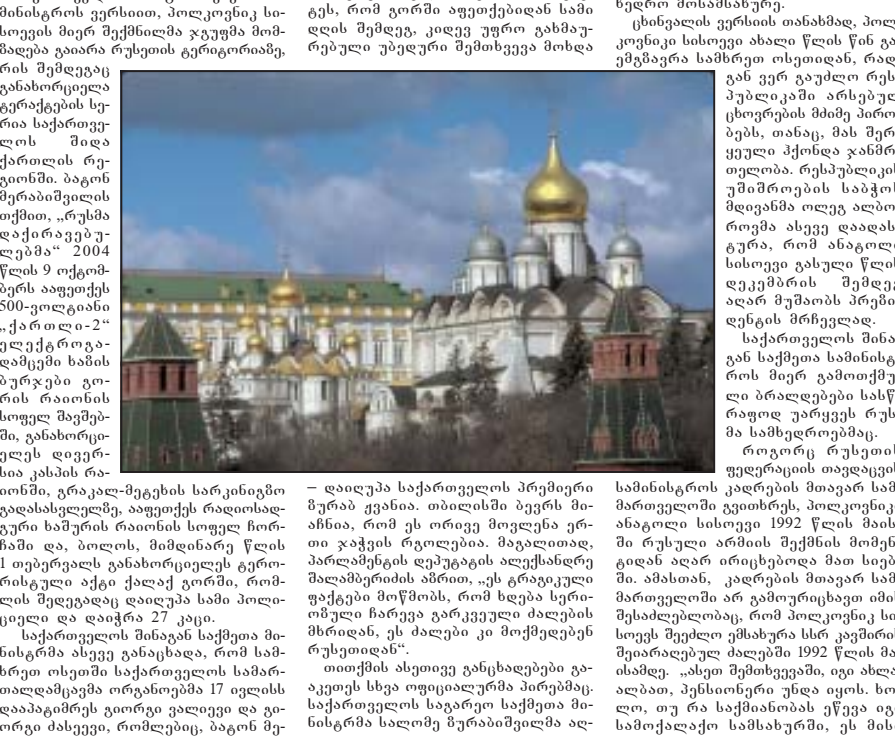 მინისტროს ვერსიით, პოლკოვნიკ სი-
სოევის მიერ შექმნილმა ჯგუფმა მომ-
ზადება გაიარა რუსეთის ტერიტორიაზე,
რის შემდეგაც
განახორციელა
ტერაქტების სე-
რია საქართვე-
ლოს შიდა
ქართლის რე-
გიონში. ბატონ
მერაბიშვილის
თქმით, „რუსმა
დაქირავებუ-
ლებმა“ 2004
წლის 9 ოქტომ-
ბერს ააფეთქეს
500-ვოლტიანი
„ქართლი-2“
ელექტროგა-
დამცემი ხაზის
ბურჯები გო-
რის რაიონის
სოფელ შავშვებ-
ში, განახორცი-
ელეს დივერ-
სია კასპის რა-
იონში, გრაკალ-მეტეხის სარკინიგზო
გადასასვლელზე, ააფეთქეს რადიოსად-
გური ხაშურის რაიონის სოფელ ჩორ-
ჩაში და, ბოლოს, მიმდინარე წლის
1 თებერვალს განახორციელეს ტერო-
რისტული აქტი ქალაქ გორში, რომ-
ლის შედეგადაც დაიღუპა სამი პოლი-
ციელი და დაიჭრა 27 კაცი.
საქართველოს შინაგან საქმეთა მი-
ნისტრმა ასევე განაცხადა, რომ სამ-
ხრეთ ოსეთში საქართველოს სამარ-
თალდამცავმა ორგანოებმა 17 ივლისს
დააპატიმრეს გიორგი ვალიევი და გი-
ორგი ძასეევი, რომლებიც, ბატონ მე-
ტეს, რომ გორში აფეთქებიდან სამი
დღის შემდეგ, კიდევ უფრო გახმაუ-
რებული უბედური შემთხვევა მოხდა
– დაიღუპა საქართველოს პრემიერი
ზურაბ ჟვანია. თბილისში ბევრს მი-
აჩნია, რომ ეს ორივე მოვლენა ერ-
თი ჯაჭვის რგოლებია. მაგალითად,
პარლამენტის დეპუტატის ალექსანდრე
შალამბერიძის აზრით, „ეს ტრაგიკული
ფაქტები მოწმობს, რომ ხდება სერი-
ოზული ჩარევა გარკვეული ძალების
მხრიდან, ეს ძალები კი მოქმედებენ
რუსეთიდან“.
თითქმის ასეთივე განცხადებები გა-
აკეთეს სხვა ოფიციალურმა პირებმაც.
საქართველოს საგარეო საქმეთა მი-
ნისტრმა სალომე ზურაბიშვილმა აღ-
ხედრო მოსამსახურე.
ცხინვალის ვერსიის თანახმად, პოლ
კოვნიკი სისოევი ახალი წლის წინ გა
ემგზავრა სამხრეთ ოსეთიდან, რად
გან ვერ გაუძლო რეს
პუბლიკაში არსებულ
ცხოვრების მძიმე პირო
ბებს, თანაც, მას შერ
ყეული ჰქონდა ჯანმრ
თელობა. რესპუბლიკის
უშიშროების საბჭოს
მდივანმა ოლეგ ალბო
როვმა ასევე დაადას
ტურა, რომ ანატოლი
სისოევი გასული წლის
დეკემბრის შემდეგ
აღარ მუშაობს პრეზი
დენტის მრჩევლად.
საქართველოს შინა
გან საქმეთა სამინისტ
როს მიერ გამოთქმუ
ლი ბრალდებები სასწ
რაფოდ უარყვეს რუს
მა სამხედროებმაც.
როგორც რუსეთის
ფედერაციის თავდაცვის
სამინისტროს კადრების მთავარ სამ
მართველოში გვითხრეს, პოლკოვნიკი
ანატოლი სისოევი 1992 წლის მაის
ში რუსული არმიის შექმნის მომენ
ტიდან აღარ ირიცხებოდა მათ სიებ
ში. ამასთან, კადრების მთავარ სამ
მართველოში არ გამოურიცხავთ იმის
შესაძლებლობაც, რომ პოლკოვნიკ სი
სოევს შეეძლო ემსახურა სსრ კავშირის
შეიარაღებულ ძალებში 1992 წლის მა
ისამდე. „ასეთ შემთხვევაში, იგი ახლა
ალბათ, პენსიონერი უნდა იყოს. ხო
ლო, თუ რა საქმიანობას ეწევა იგი
სამოქალაქო სამსახურში, ეს მის